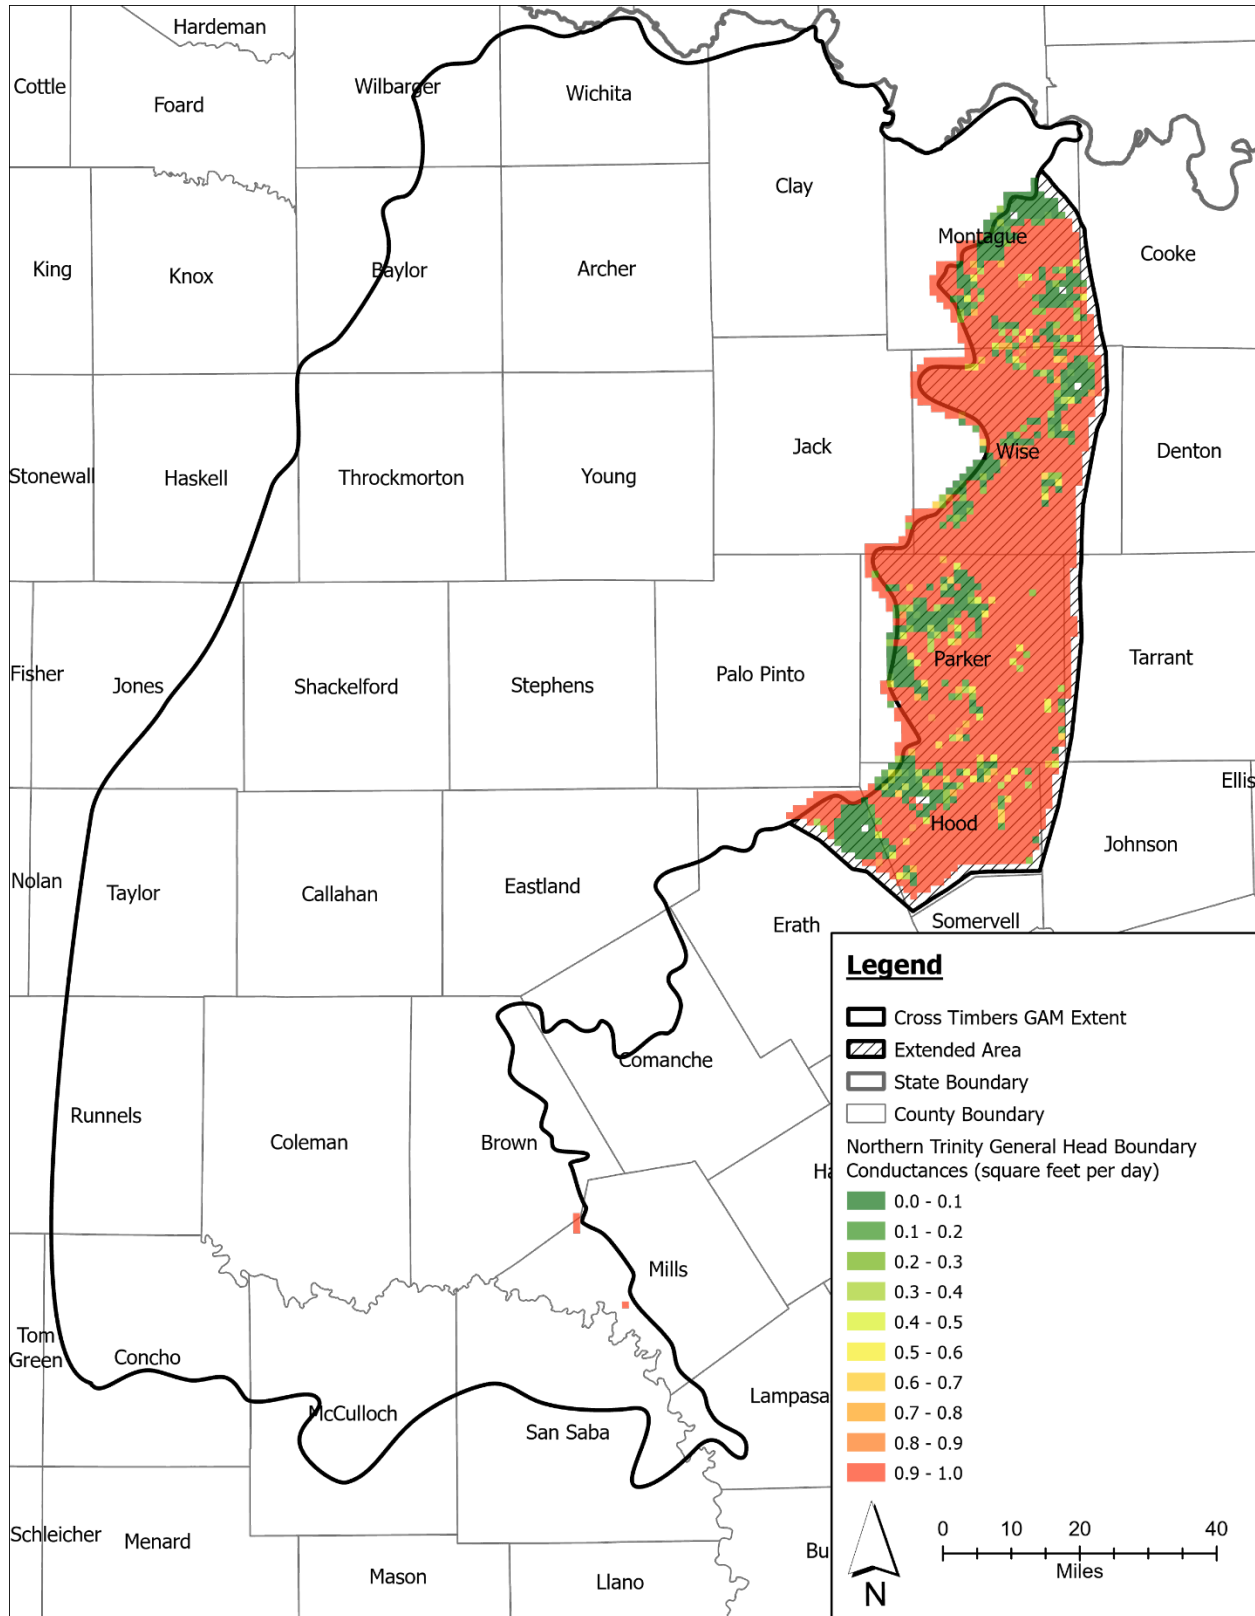 Hardeman
Cottle
Foard
Wilbarger
Wichita
Clay
Montague
Cooke
King
Knox
Baylor
Archer
Jack
Wise
Denton
Stonewall
Haskell
Throckmorton
Young
Fisher
Jones
Shackelford
Stephens
Palo Pinto
Parker
Tarrant
Ellis
Hood
Johnson
Nolan
Taylor
Callahan
Eastland
Erath
Somervell
Comanche
Runnels
Coleman
Brown
Ha
Mills
Tom
Green
Concho
McCulloch
San Saba
Lampasa
Schleicher
Menard
Mason
Llano
Bu
Legend
Cross Timbers GAM Extent
Extended Area
State Boundary
County Boundary
Northern Trinity General Head Boundary
Conductances (square feet per day)
0.0 - 0.1
0.1 - 0.2
0.2 - 0.3
0.3 - 0.4
0.4 - 0.5
0.5 - 0.6
0.6 - 0.7
0.7 - 0.8
0.8 - 0.9
0.9 - 1.0
N
0 10 20 40
Miles